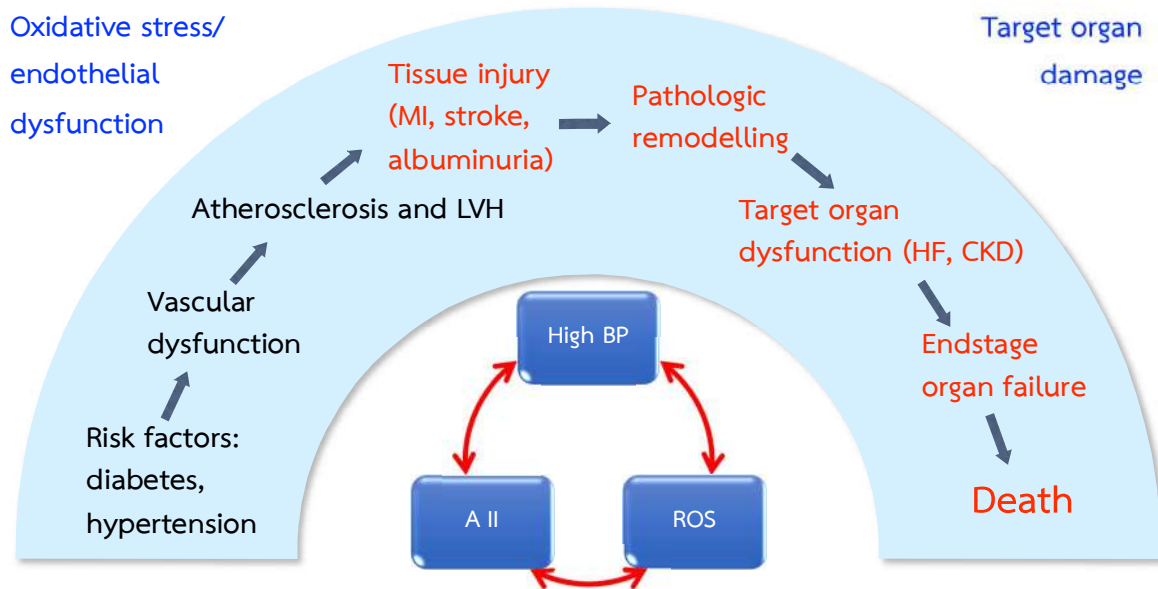 Oxidative stress/
endothelial
dysfunction
Target organ
damage
Tissue injury
(MI, stroke,
albuminuria)
Pathologic
remodelling
Atherosclerosis and LVH
Target organ
dysfunction (HF, CKD)
Vascular
dysfunction
High BP
Endstage
organ failure
Risk factors:
diabetes,
hypertension
A II
ROS
Death